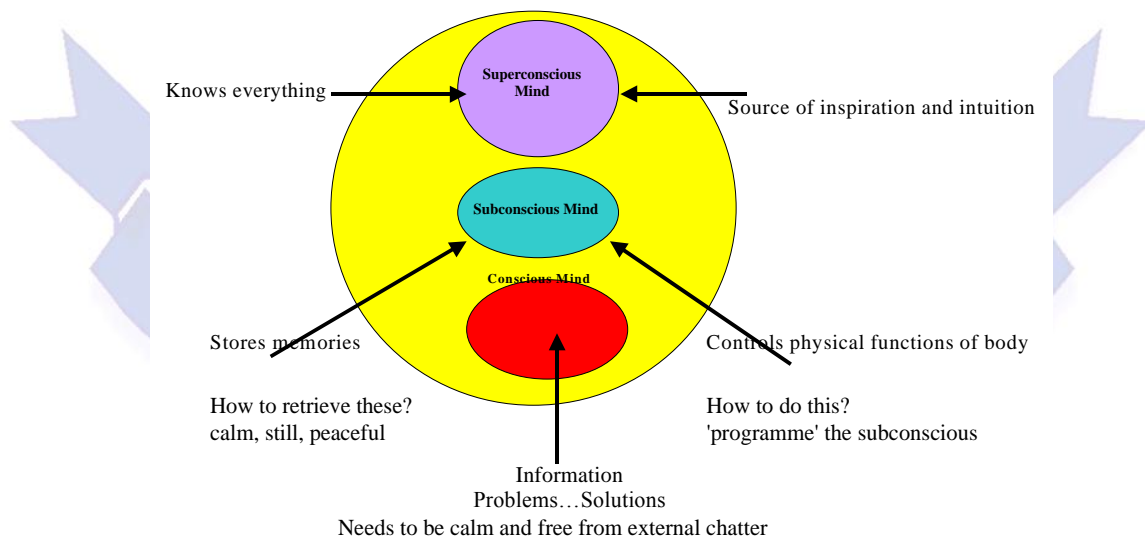 Superconscious
Mind
Knows everything
Source of inspiration and intuition
Subconscious Mind
Conscious Mind
Stores memories
Controls physical functions of body
How to retrieve these?
calm, still, peaceful
How to do this?
'programme' the subconscious
Information
Problems…Solutions
Needs to be calm and free from external chatter